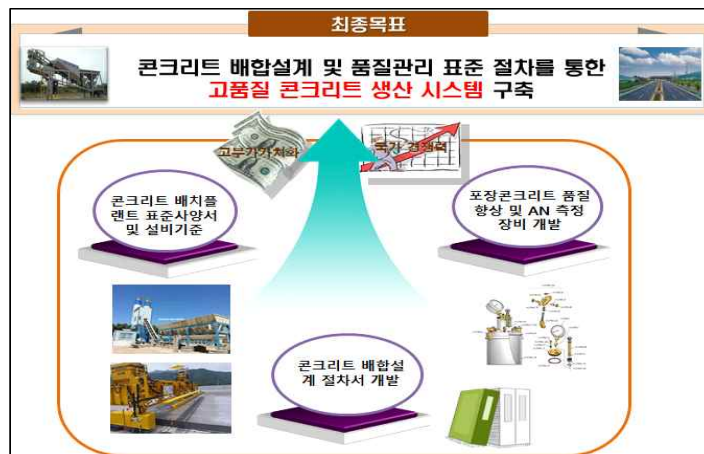 최종목표
콘크리트 배합설계 및 품질관리 표준 절차를 통한
고품질 콘크리트 생산 시스템 구축
고부가가치화
국가 경쟁력
콘크리트 배치플
랜트 표준사양서
및 설비기준
포장콘크리트 품질
향상 및 AN 측정
장비 개발
콘크리트 배합설
계 절차서 개발